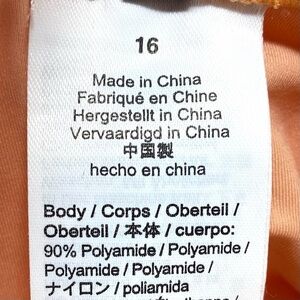 16
Made in China
Fabriqué en Chine
Hergestellt in China
Vervaardigd in China
中国製
hecho en china
Body / Corps / Oberteil /
Oberteil / 本体 / cuerpo:
90% Polyamide / Polyamide /
Polyamide / Polyamide /
ナイロン / poliamida